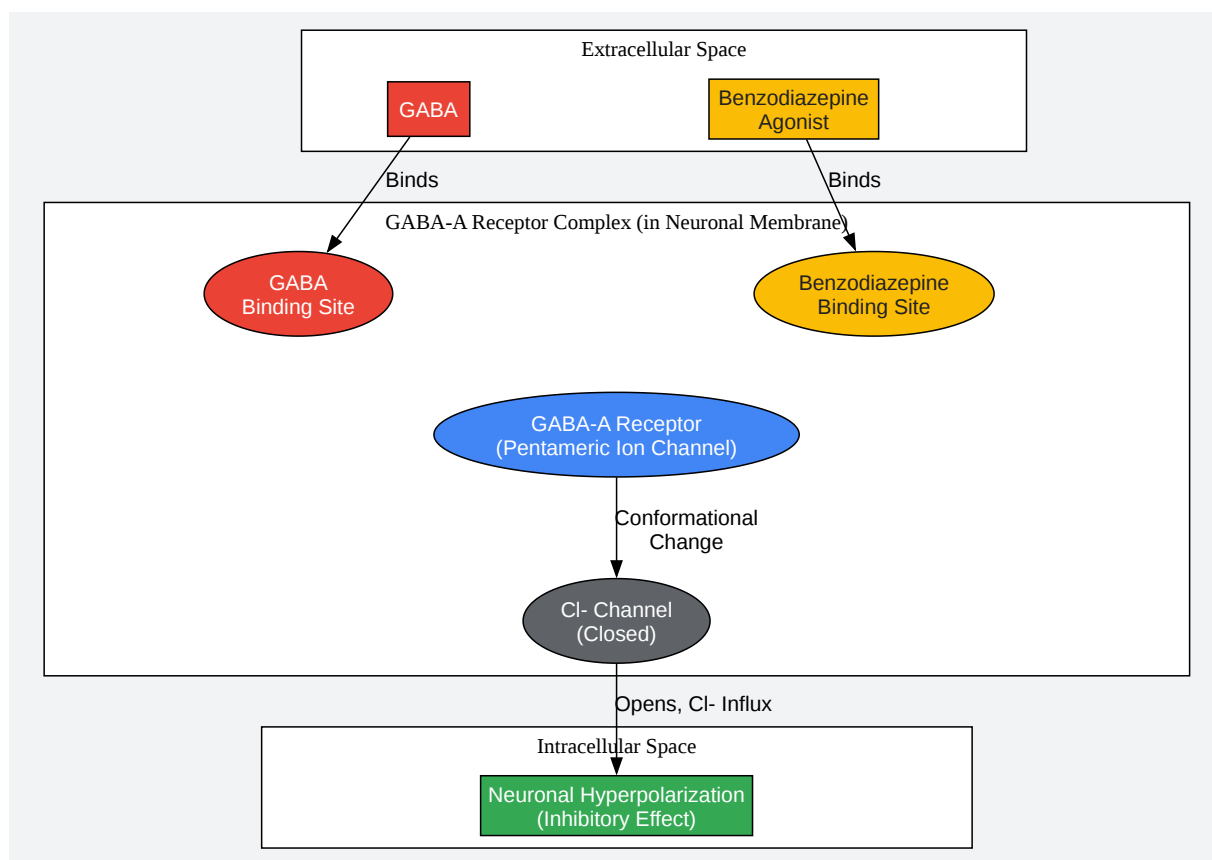 Extracellular Space
GABA
Benzodiazepine
Agonist
Binds
Binds
GABA-A Receptor Complex (in Neuronal Membrane)
GABA
Binding Site
Benzodiazepine
Binding Site
GABA-A Receptor
(Pentameric Ion Channel)
Conformational
Change
Cl- Channel
(Closed)
Opens, Cl- Influx
Intracellular Space
Neuronal Hyperpolarization
(Inhibitory Effect)